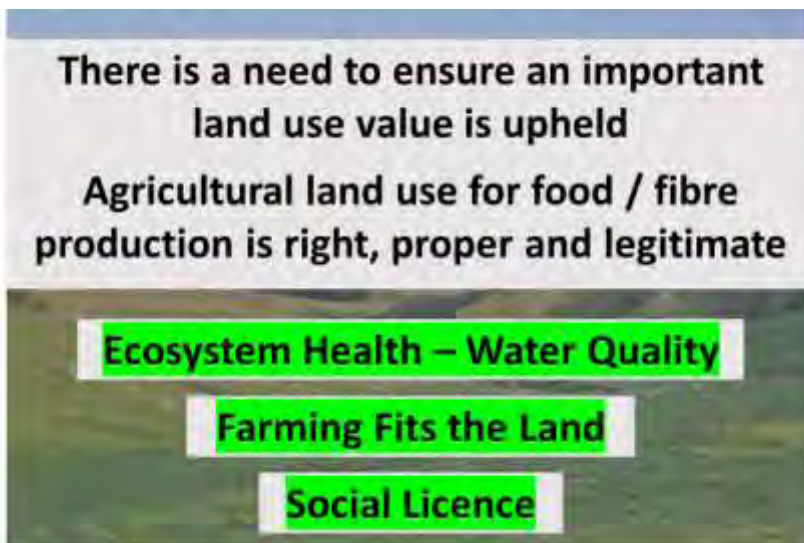 There is a need to ensure an important
land use value is upheld
Agricultural land use for food / fibre
production is right, proper and legitimate
Ecosystem Health – Water Quality
Farming Fits the Land
Social Licence